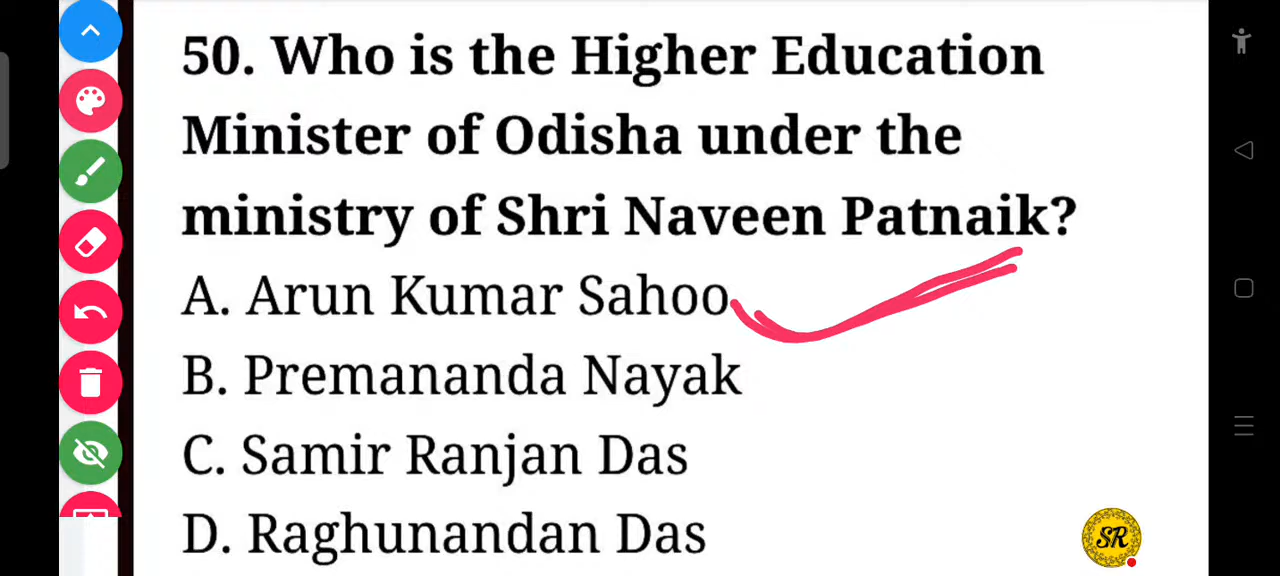 50. Who is the Higher Education
Minister of Odisha under the
ministry of Shri Naveen Patnaik?
A. Arun Kumar Sahoo
B. Premananda Nayak
C. Samir Ranjan Das
D. Raghunandan Das
SR